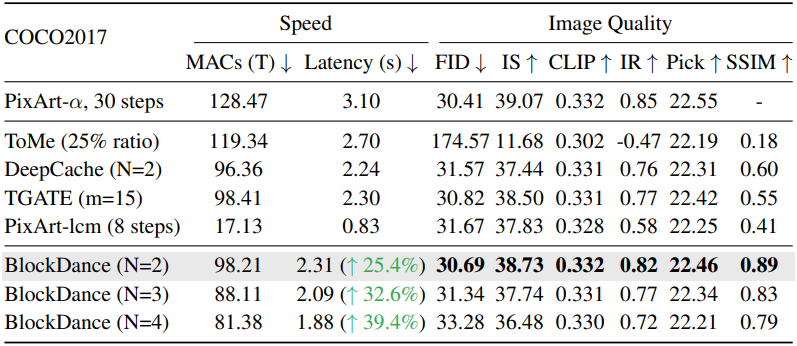 COCO2017 Speed Image Quality
MACs (T) ↓ Latency (s) ↓ FID ↓ IS ↑ CLIP ↑ IR ↑ Pick ↑ SSIM ↑
PixArt-α, 30 steps 128.47 3.10 30.41 39.07 0.332 0.85 22.55 -
ToMe (25% ratio) 119.34 2.70 174.57 11.68 0.302 -0.47 22.19 0.18
DeepCache (N=2) 96.36 2.24 31.57 37.44 0.331 0.76 22.31 0.60
TGATE (m=15) 98.41 2.30 30.82 38.50 0.331 0.77 22.42 0.55
PixArt-lcm (8 steps) 17.13 0.83 31.67 37.83 0.328 0.58 22.25 0.41
BlockDance (N=2) 98.21 2.31 (↑ 25.4%) 30.69 38.73 0.332 0.82 22.46 0.89
BlockDance (N=3) 88.11 2.09 (↑ 32.6%) 31.34 37.74 0.331 0.77 22.34 0.83
BlockDance (N=4) 81.38 1.88 (↑ 39.4%) 33.28 36.48 0.330 0.72 22.21 0.79